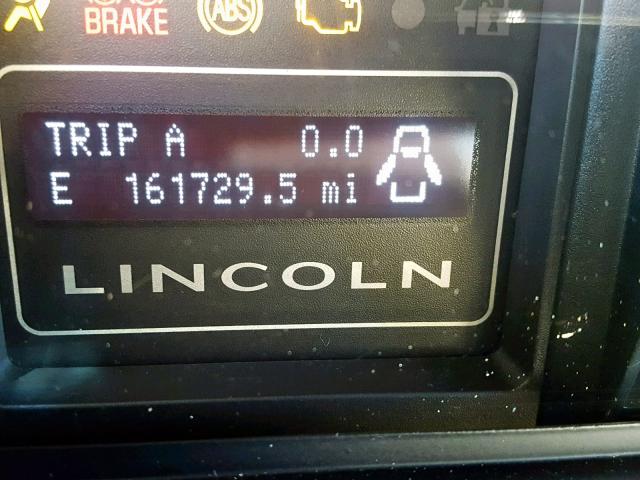 BRAKE ABS
TRIP A 0.0
E 161729.5 mi
LINCOLN